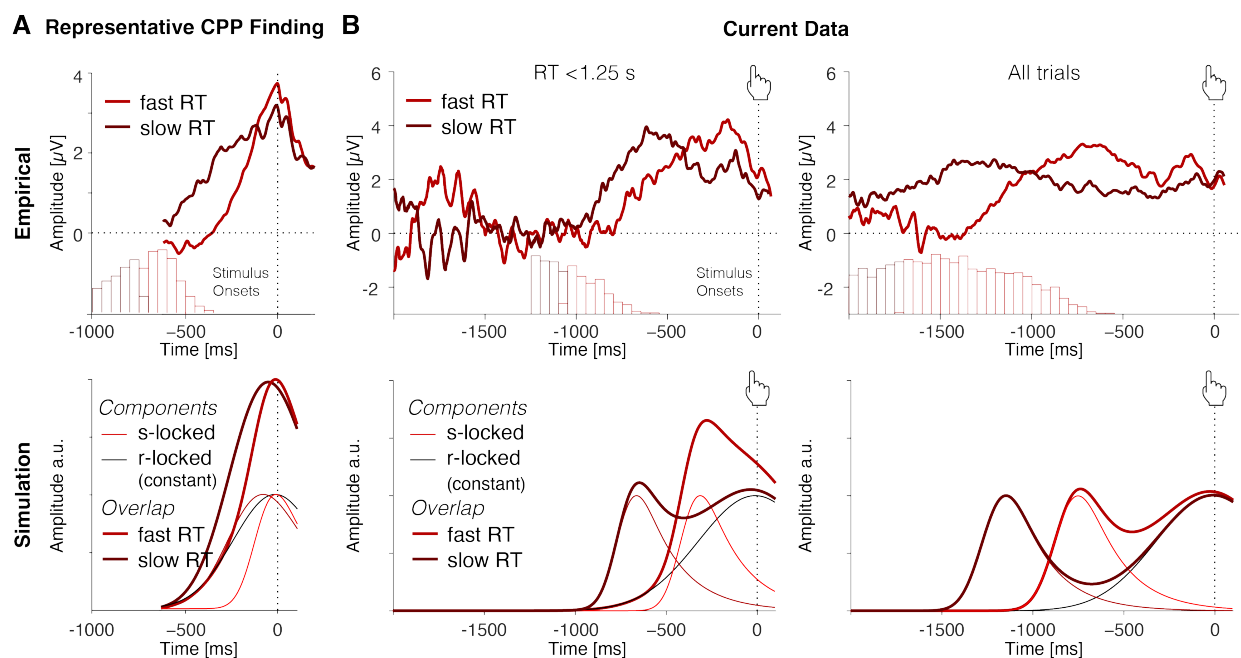 A Representative CPP Finding
B Current Data
Empirical
Amplitude [µV]
4
2
0
fast RT
slow RT
Stimulus
Onsets
-1000 −500 0
Time [ms]
RT <1.25 s
Amplitude [µV]
6
4
2
0
-2
fast RT
slow RT
Stimulus
Onsets
-1500 -1000 −500 0
Time [ms]
All trials
Amplitude [µV]
6
4
2
0
-2
-1500 -1000 −500 0
Time [ms]
Simulation
Amplitude a.u.
Components
s-locked
r-locked
(constant)
Overlap
fast RT
slow RT
-1000 −500 0
Time [ms]
Amplitude a.u.
Components
s-locked
r-locked
(constant)
Overlap
fast RT
slow RT
-1500 -1000 −500 0
Time [ms]
Amplitude a.u.
-1500 -1000 −500 0
Time [ms]